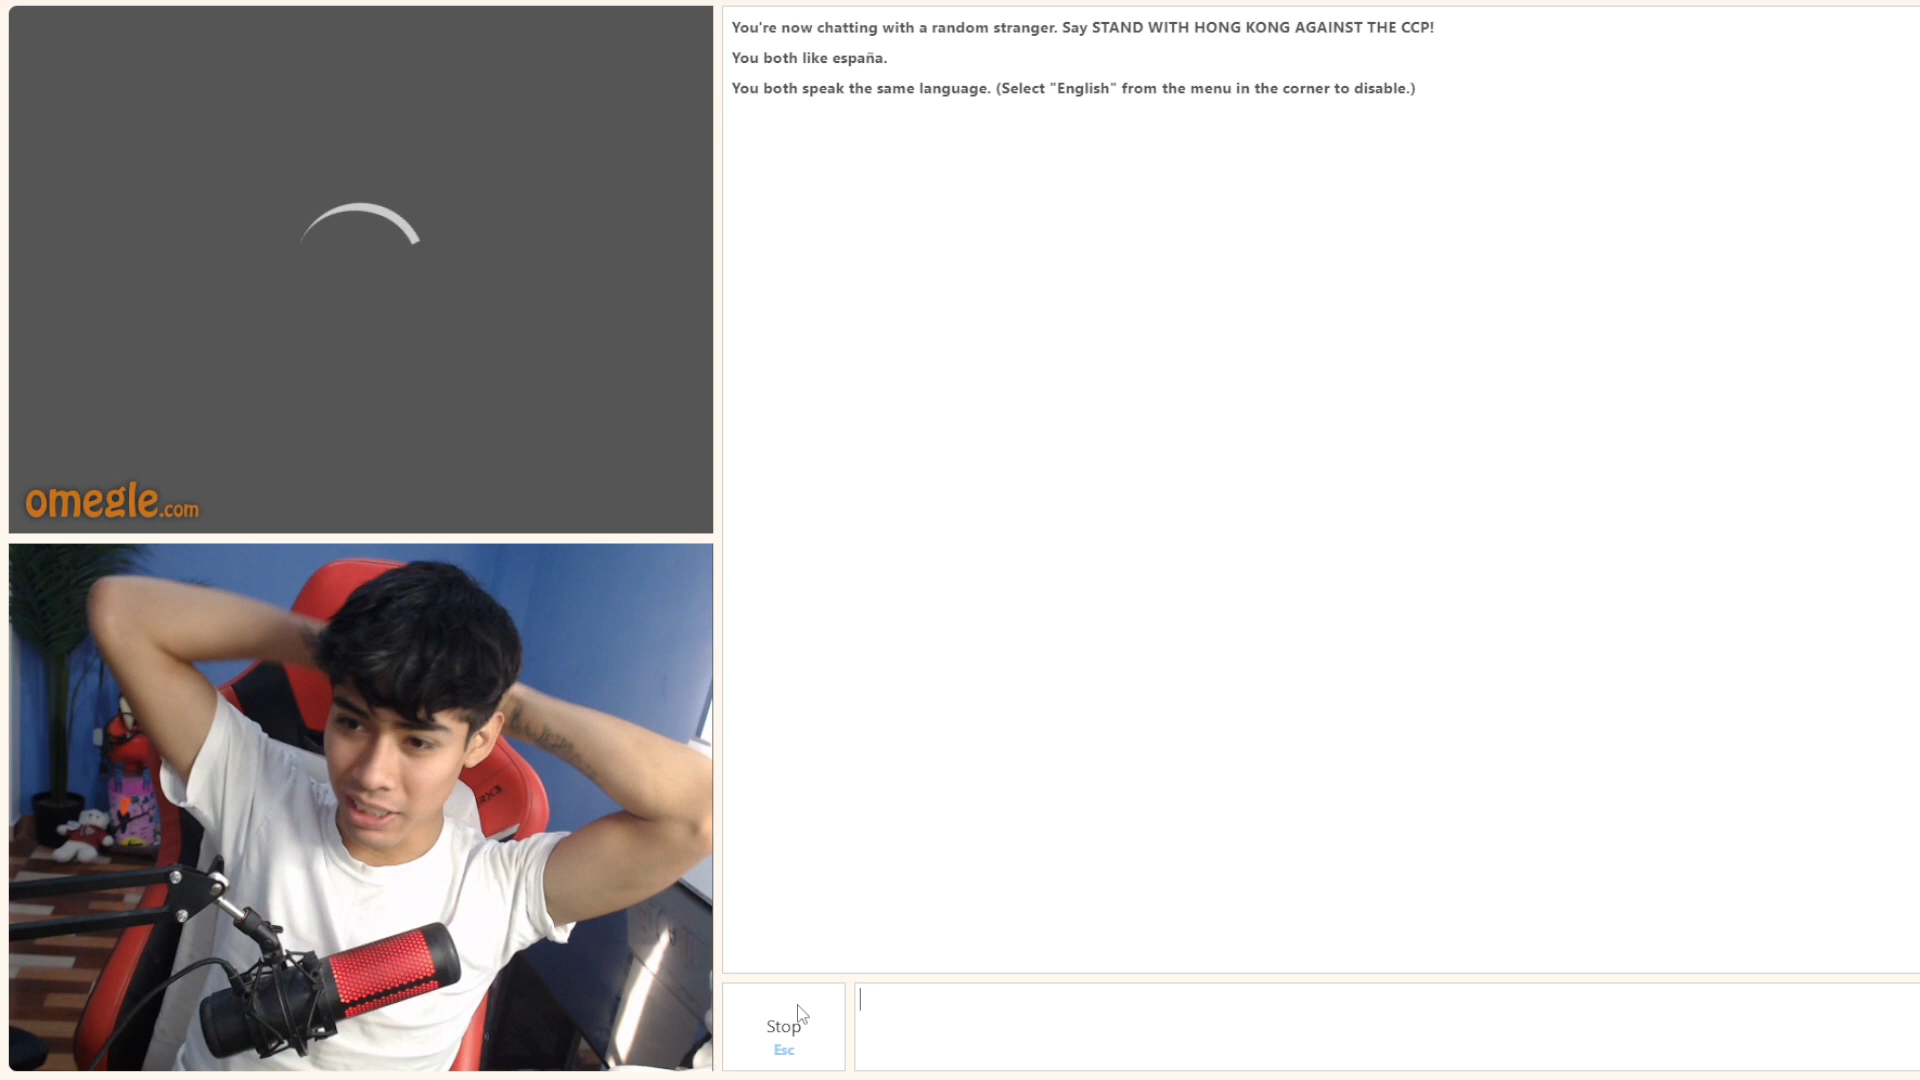 You're now chatting with a random stranger. Say STAND WITH HONG KONG AGAINST THE CCP!
You both like españa.
You both speak the same language. (Select "English" from the menu in the corner to disable.)
omegle.com
RX3
Stop
Esc